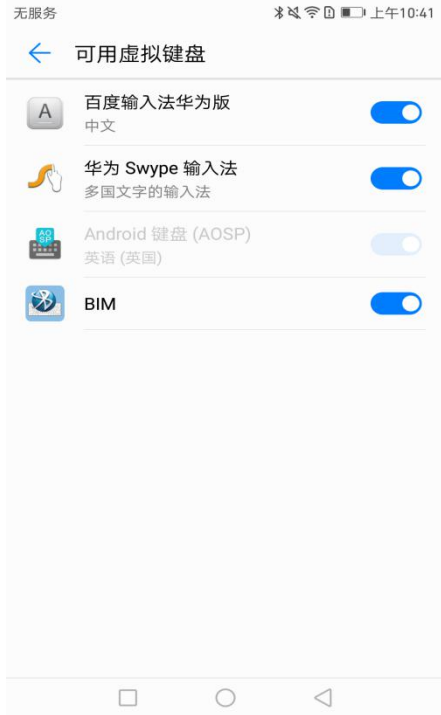 无服务 上午10:41
可用虚拟键盘
A 百度输入法华为版
中文
华为 Swype 输入法
多国文字的输入法
AO
SP
Android 键盘 (AOSP)
英语 (英国)
BIM